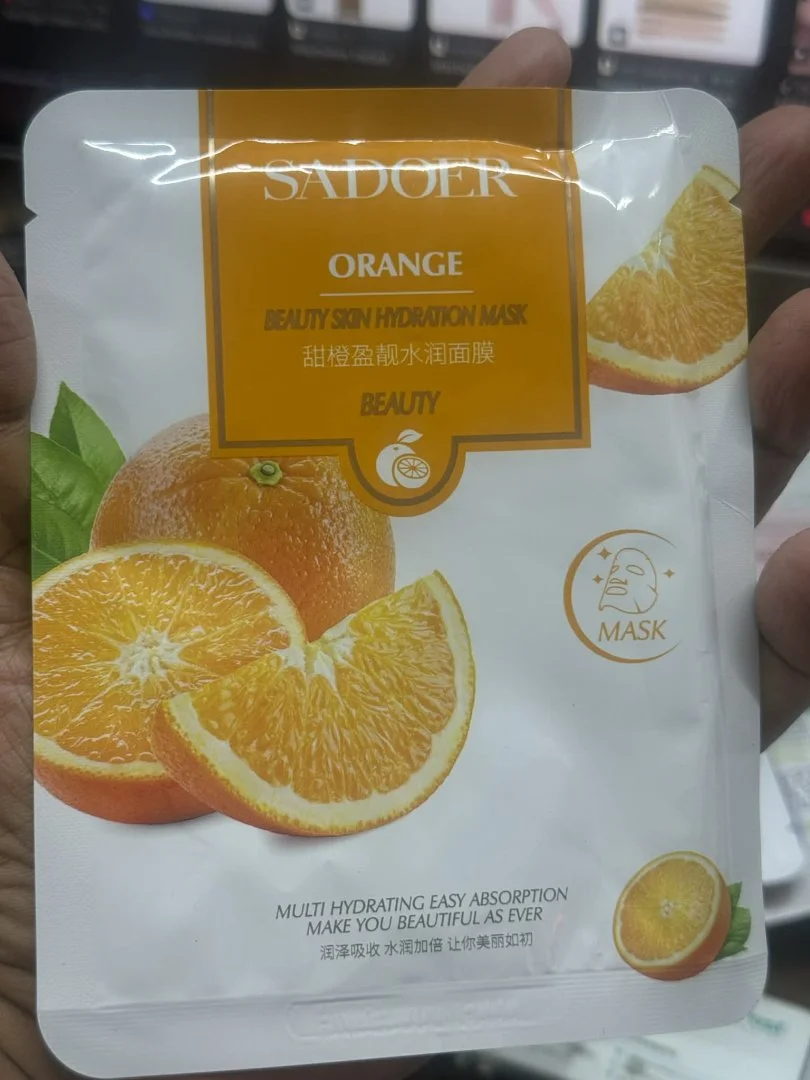 SADOER
ORANGE
BEAUTY SKIN HYDRATION MASK
甜橙盈靓水润面膜
BEAUTY
MASK
MULTI HYDRATING EASY ABSORPTION
MAKE YOU BEAUTIFUL AS EVER
润泽吸收 水润加倍 让你美丽如初